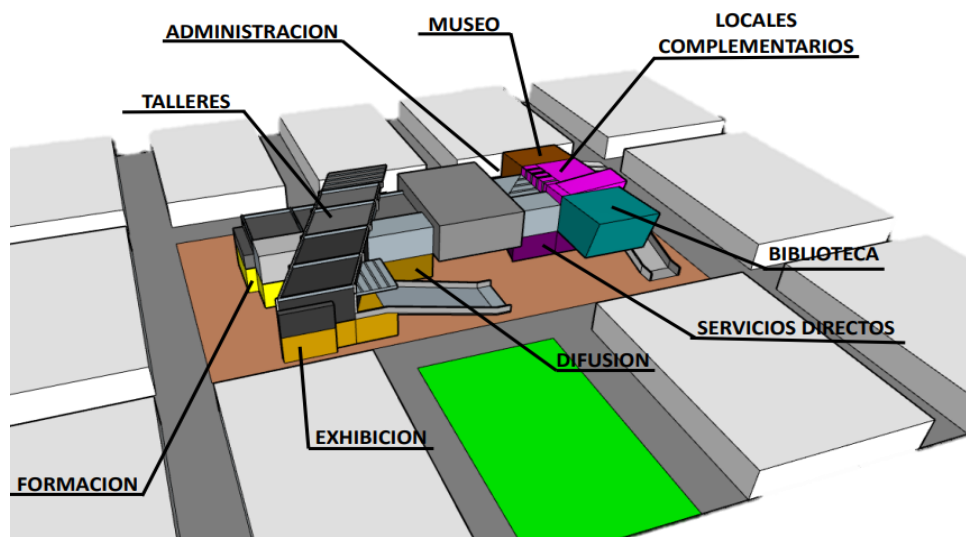 ADMINISTRACION
MUSEO
LOCALES
COMPLEMENTARIOS
TALLERES
BIBLIOTECA
SERVICIOS DIRECTOS
DIFUSION
EXHIBICION
FORMACION